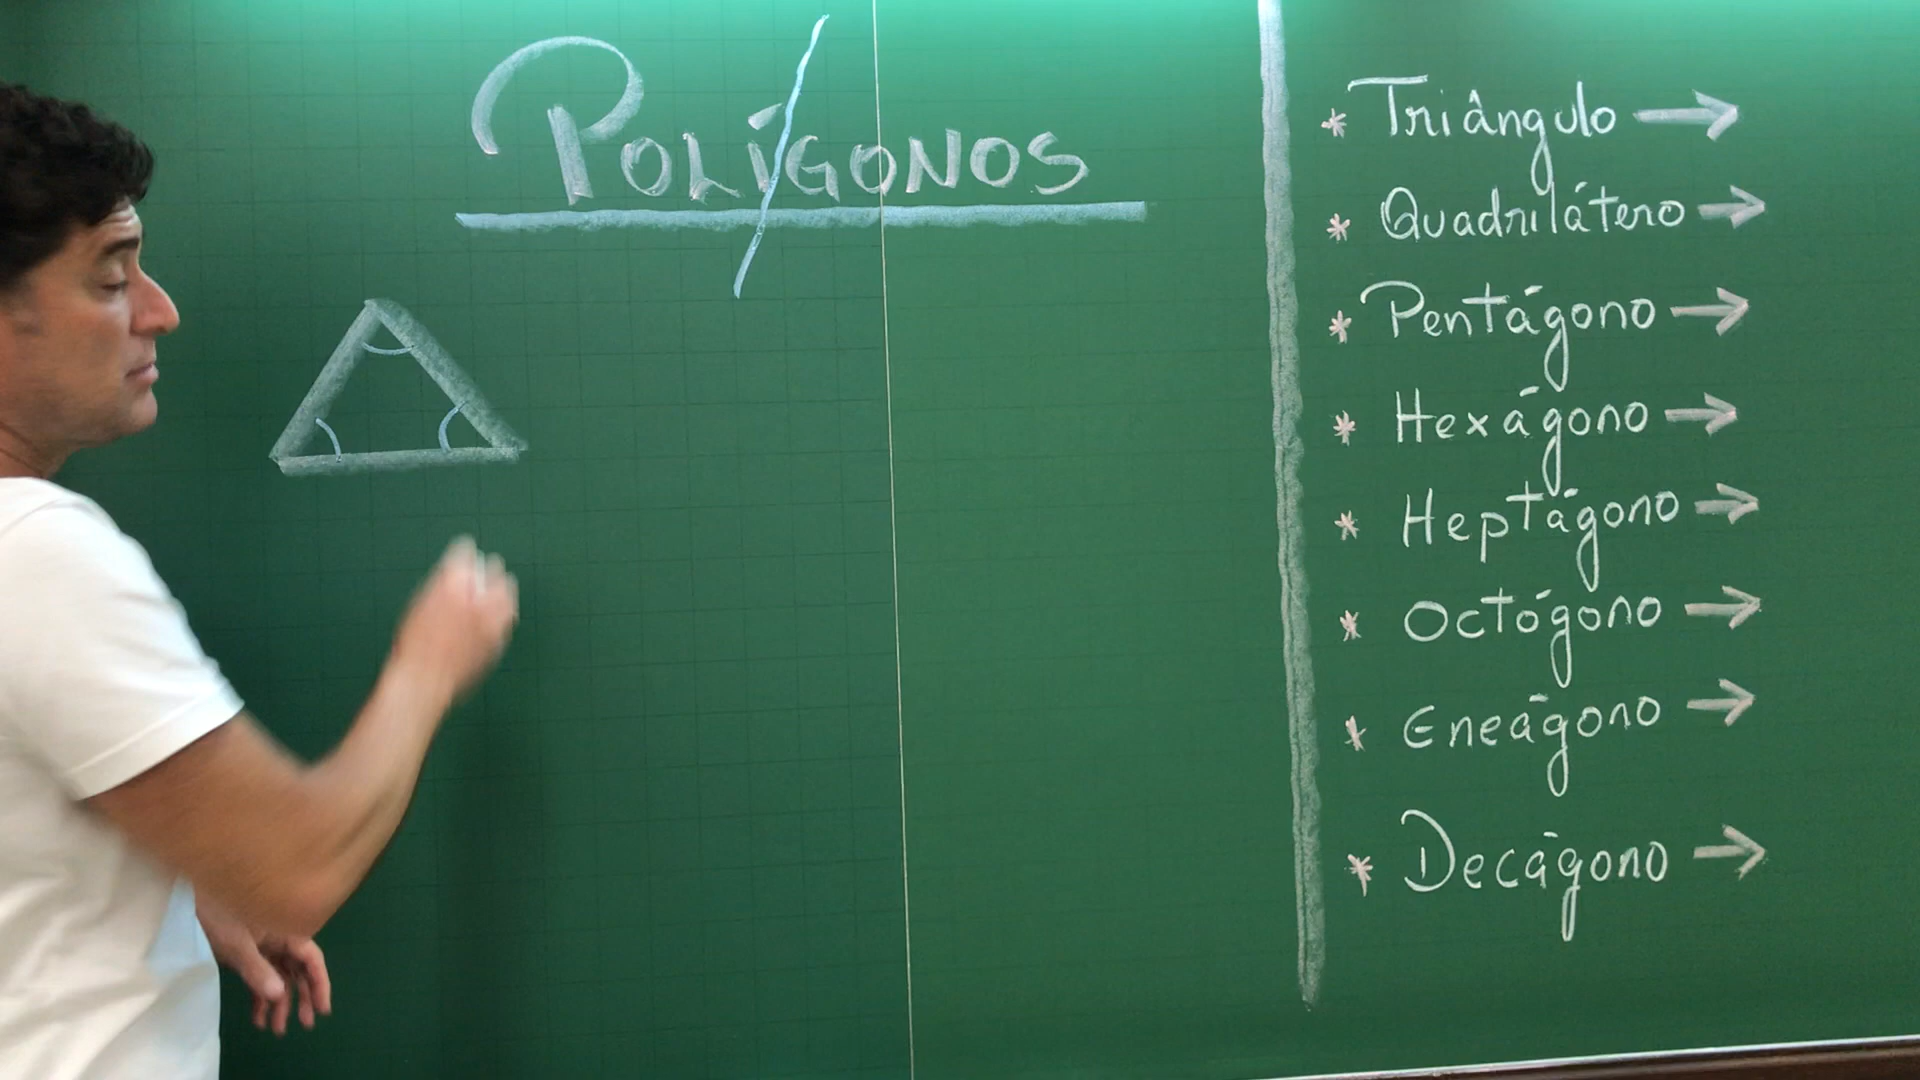 POLÍGONOS
* Triângulo →
* Quadrilátero →
* Pentágono →
* Hexágono →
* Heptágono →
* Octógono →
* Eneágono →
* Decágono →